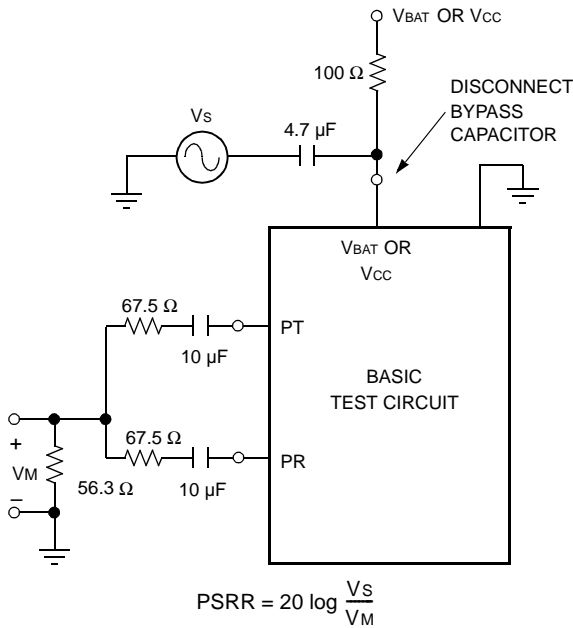 VBAT OR VCC
100 Ω
DISCONNECT
BYPASS
CAPACITOR
VS
4.7 µF
VBAT OR
VCC
67.5 Ω
PT
10 µF
BASIC
TEST CIRCUIT
67.5 Ω
+
PR
VM
56.3 Ω
10 µF
–
PSRR = 20 log VS/VM